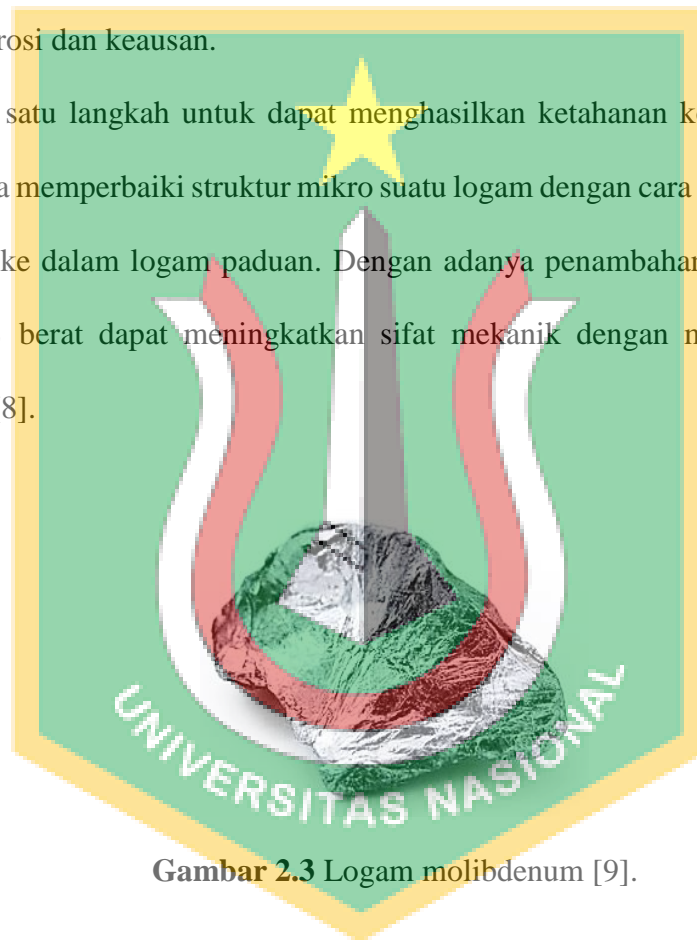 rosi dan keausan.
satu langkah untuk dapat menghasilkan ketahanan k
memperbaiki struktur mikro suatu logam dengan cara
ke dalam logam paduan. Dengan adanya penambahan
berat dapat meningkatkan sifat mekanik dengan
8].
UNIVERSITAS NASIONAL
Gambar 2.3 Logam molibdenum [9].